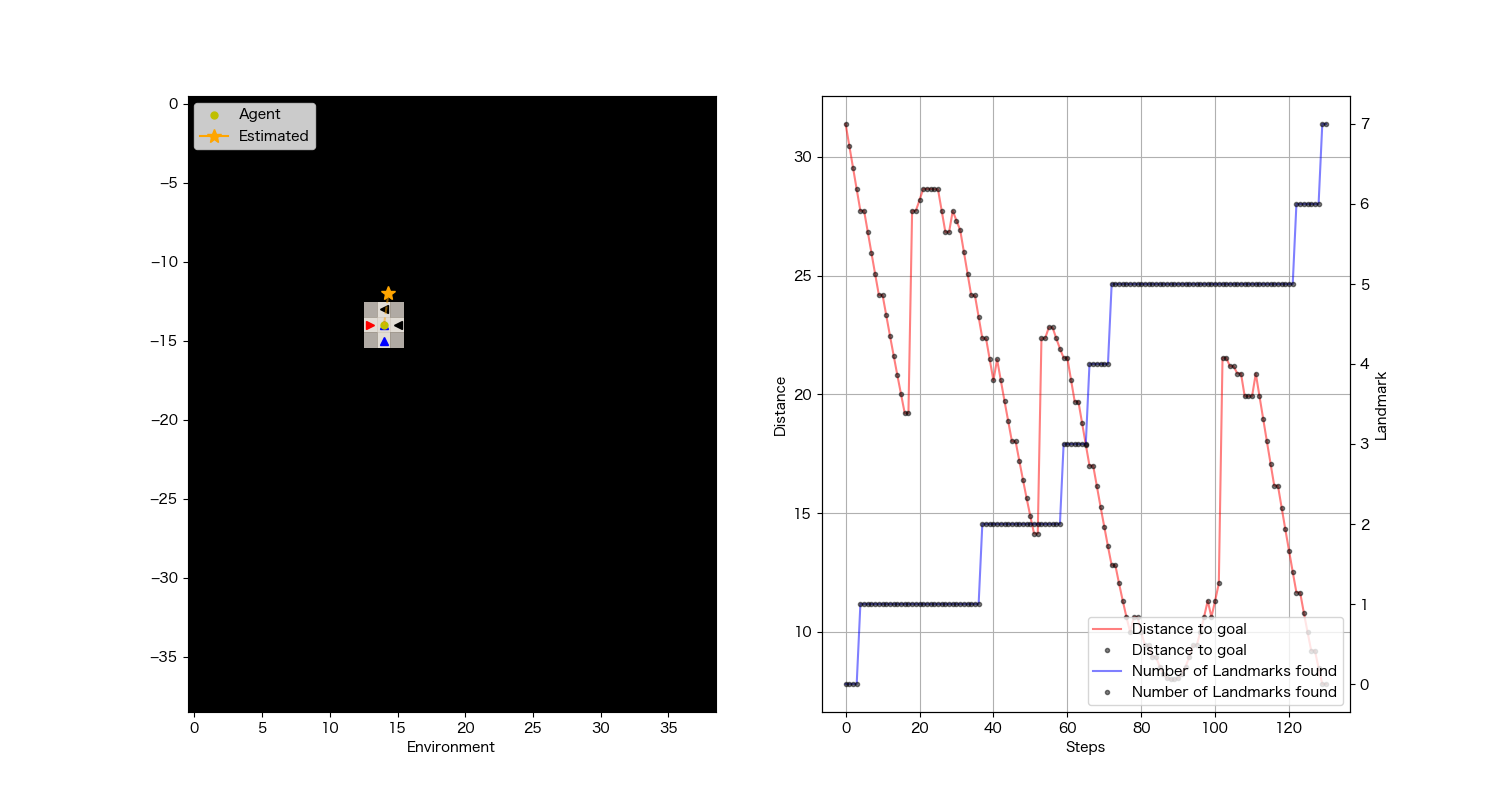 Agent
Estimated
0
−5
−10
−15
−20
−25
−30
−35
0 5 10 15 20 25 30 35
Environment
Distance
30
25
20
15
10
0 20 40 60 80 100 120
Steps
7
6
5
4
3
2
1
0
Landmark
Distance to goal
Distance to goal
Number of Landmarks found
Number of Landmarks found